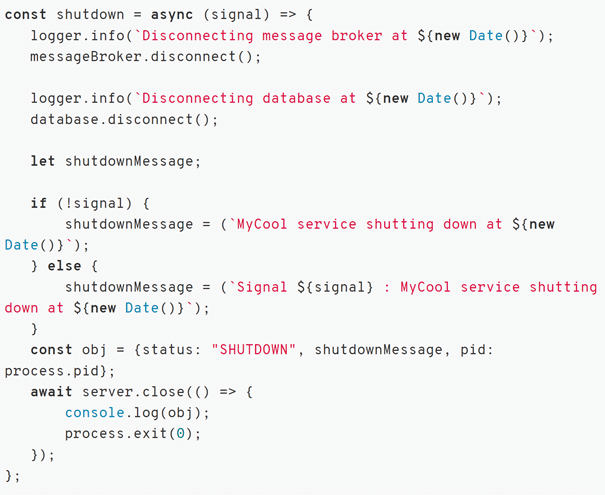 const shutdown = async (signal) => {
   logger.info(`Disconnecting message broker at ${new Date()}`);
   messageBroker.disconnect();

   logger.info(`Disconnecting database at ${new Date()}`);
   database.disconnect();

   let shutdownMessage;

   if (!signal) {
       shutdownMessage = (`MyCool service shutting down at ${new
Date()}`);
   } else {
       shutdownMessage = (`Signal ${signal} : MyCool service shutting
down at ${new Date()}`);
   }
   const obj = {status: "SHUTDOWN", shutdownMessage, pid:
process.pid};
   await server.close(() => {
       console.log(obj);
       process.exit(0);
   });
};